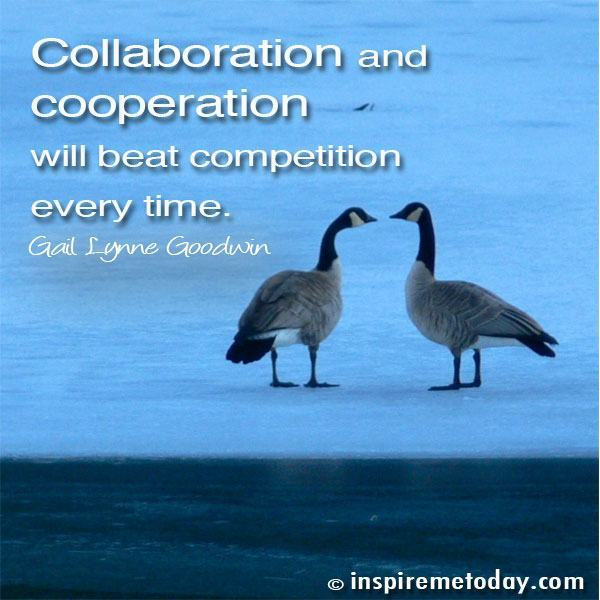 Collaboration and
cooperation
will beat competition
every time.
Gail Lynne Goodwin
© inspiremetoday.com